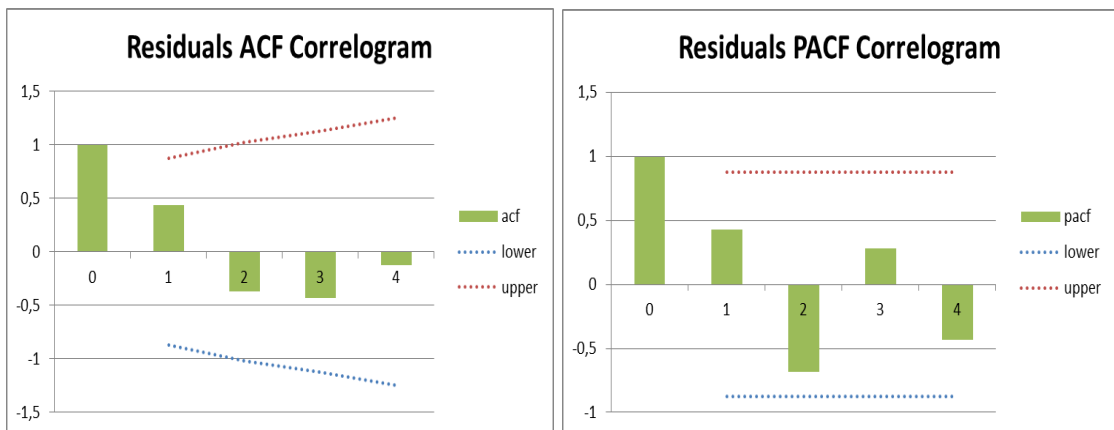 Residuals ACF Correlogram
1,5
1
0,5
0
-0,5
-1
-1,5
0 1 2 3 4
acf
lower
upper
Residuals PACF Correlogram
1,5
1
0,5
0
-0,5
-1
0 1 2 3 4
pacf
lower
upper